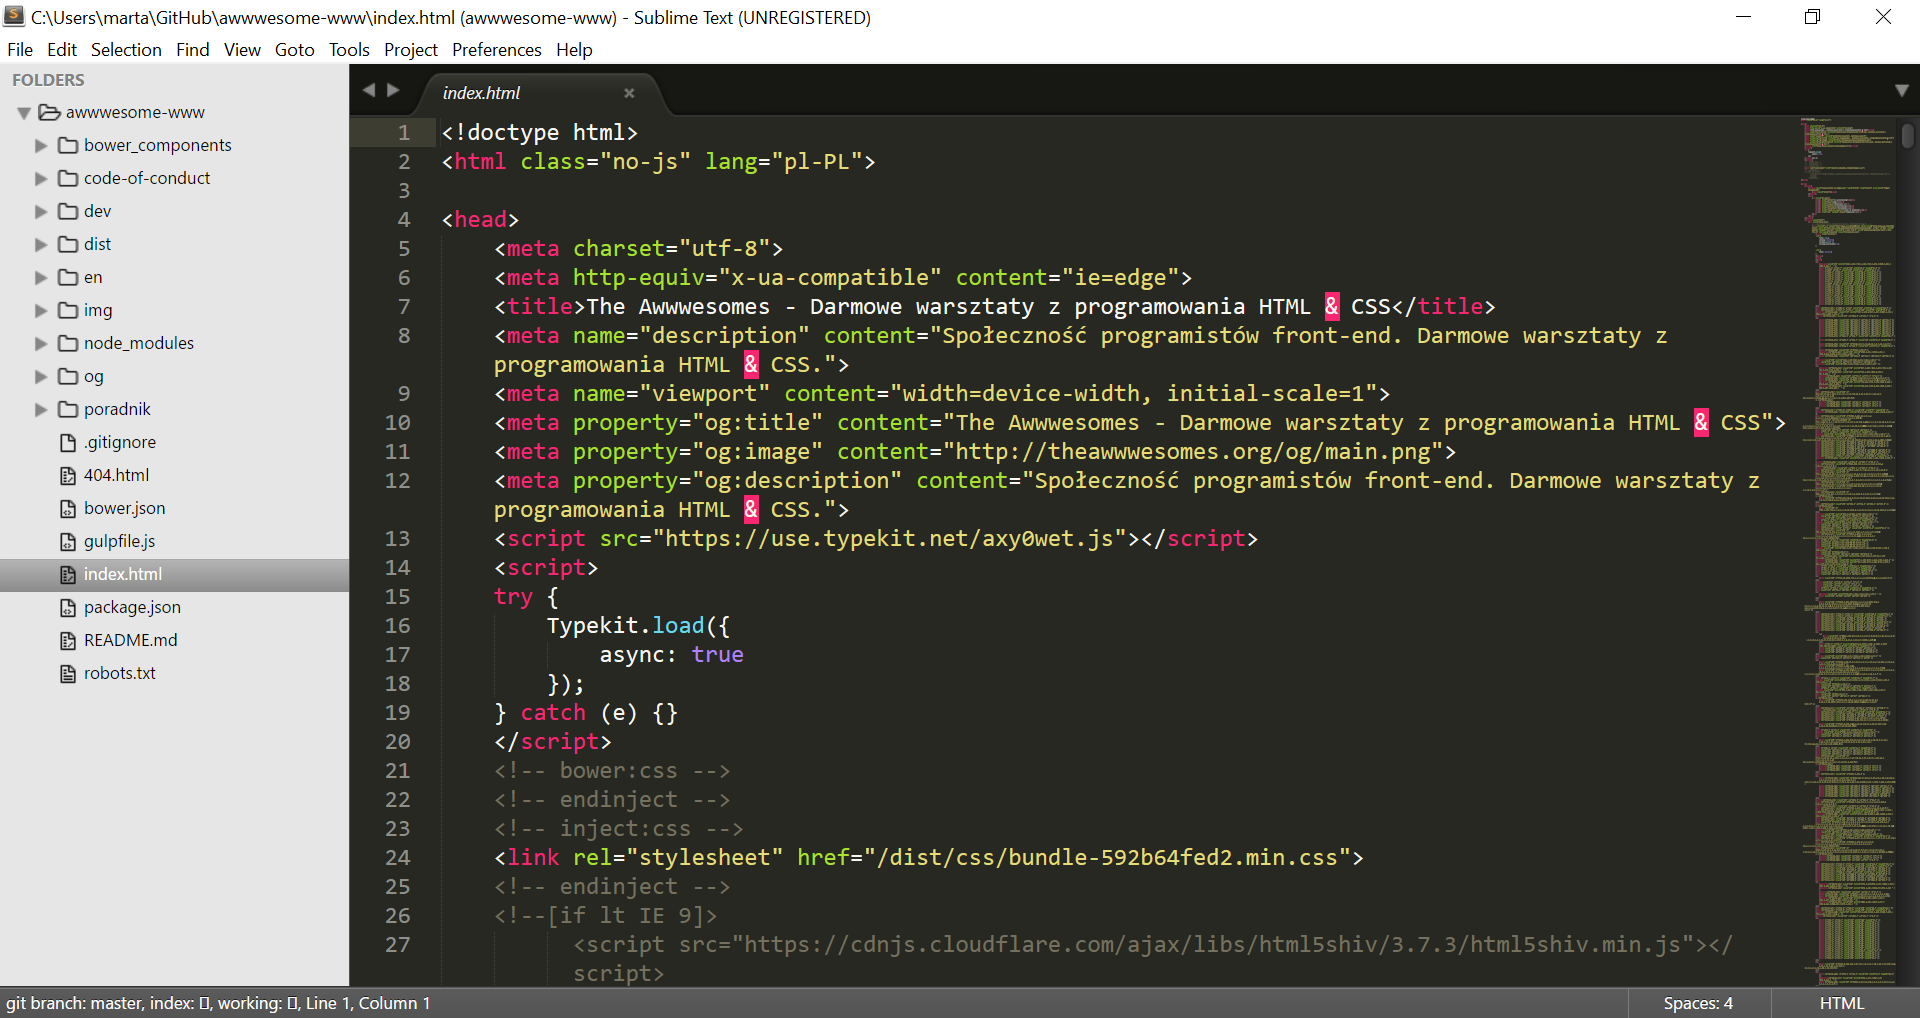 C:\Users\marta\GitHub\awwwesome-www\index.html (awwwesome-www) - Sublime Text (UNREGISTERED)
File Edit Selection Find View Goto Tools Project Preferences Help
FOLDERS
awwwesome-www
bower_components
code-of-conduct
dev
dist
en
img
node_modules
og
poradnik
.gitignore
404.html
bower.json
gulpfile.js
index.html
package.json
README.md
robots.txt
index.html
1 <!doctype html>
2 <html class="no-js" lang="pl-PL">
3
4 <head>
5     <meta charset="utf-8">
6     <meta http-equiv="x-ua-compatible" content="ie=edge">
7     <title>The Awwwesomes - Darmowe warsztaty z programowania HTML & CSS</title>
8     <meta name="description" content="Społeczność programistów front-end. Darmowe warsztaty z
programowania HTML & CSS.">
9     <meta name="viewport" content="width=device-width, initial-scale=1">
10     <meta property="og:title" content="The Awwwesomes - Darmowe warsztaty z programowania HTML & CSS">
11     <meta property="og:image" content="http://theawwwesomes.org/og/main.png">
12     <meta property="og:description" content="Społeczność programistów front-end. Darmowe warsztaty z
programowania HTML & CSS.">
13     <script src="https://use.typekit.net/axy0wet.js"></script>
14     <script>
15     try {
16         Typekit.load({
17             async: true
18         });
19     } catch (e) {}
20     </script>
21     <!-- bower:css -->
22     <!-- endinject -->
23     <!-- inject:css -->
24     <link rel="stylesheet" href="/dist/css/bundle-592b64fed2.min.css">
25     <!-- endinject -->
26     <!--[if lt IE 9]>
27           <script src="https://cdnjs.cloudflare.com/ajax/libs/html5shiv/3.7.3/html5shiv.min.js"></
script>
git branch: master, index: ▯, working: ▯, Line 1, Column 1
Spaces: 4
HTML